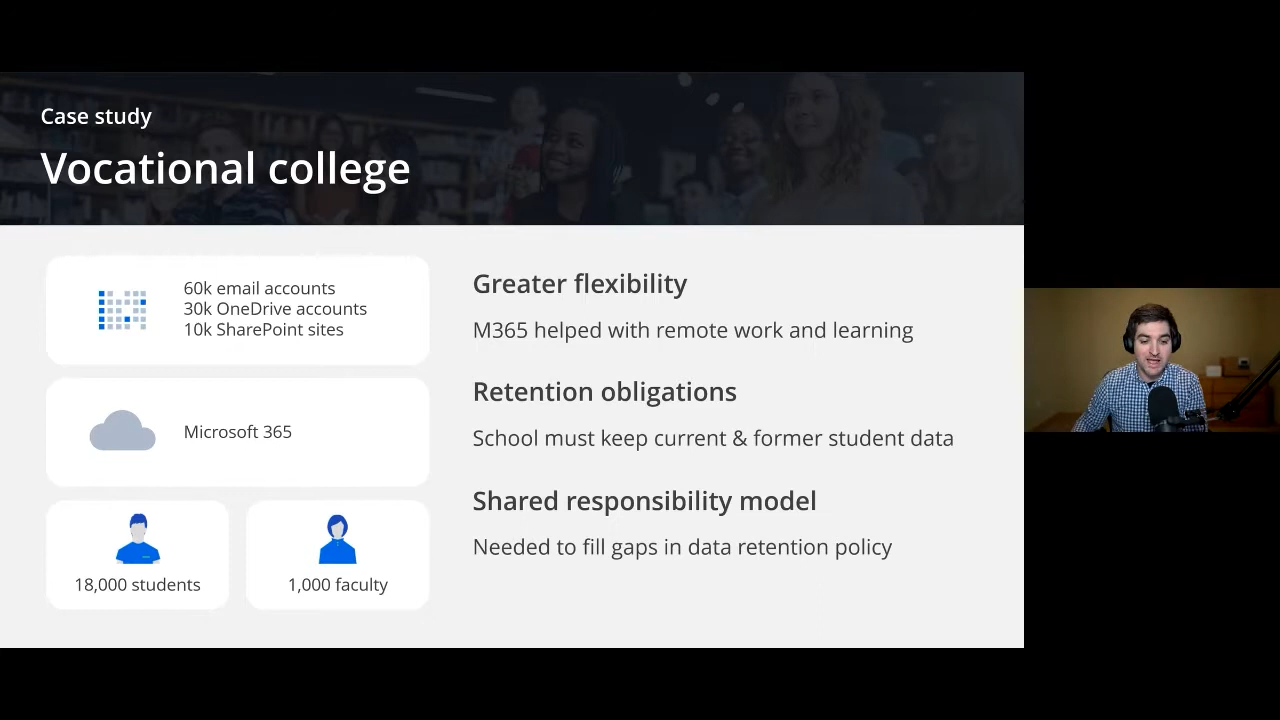 Case study
Vocational college
60k email accounts
30k OneDrive accounts
10k SharePoint sites
Microsoft 365
18,000 students
1,000 faculty
Greater flexibility
M365 helped with remote work and learning
Retention obligations
School must keep current & former student data
Shared responsibility model
Needed to fill gaps in data retention policy